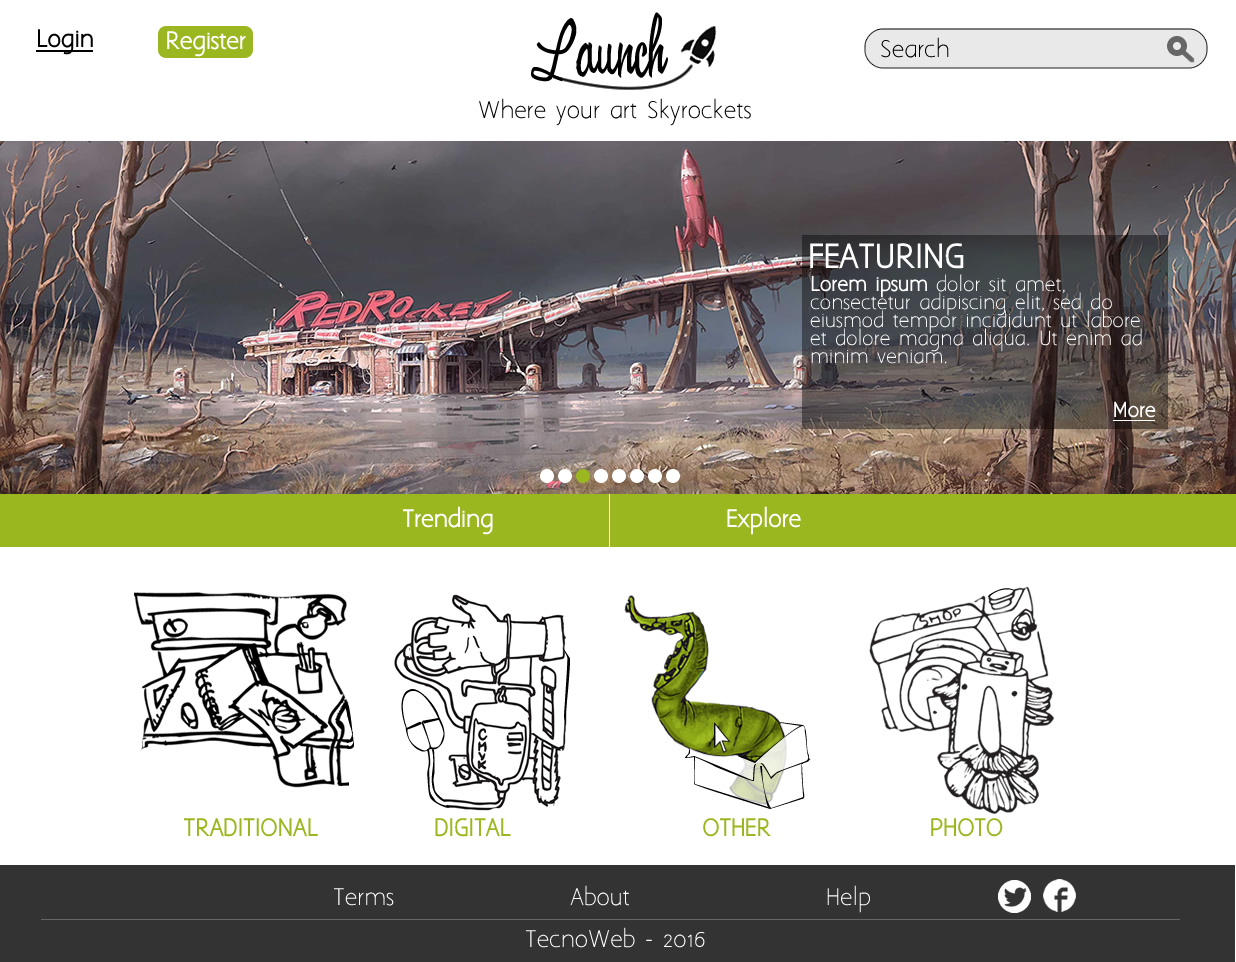 Login
Register
Launch
Where your art Skyrockets
Search
RED ROCKET
FEATURING
Lorem ipsum dolor sit amet,
consectetur adipiscing elit, sed do
eiusmod tempor incididunt ut labore
et dolore magna aliqua. Ut enim ad
minim veniam.
More
Trending
Explore
SHOP
TRADITIONAL
DIGITAL
OTHER
PHOTO
Terms
About
Help
TecnoWeb - 2016